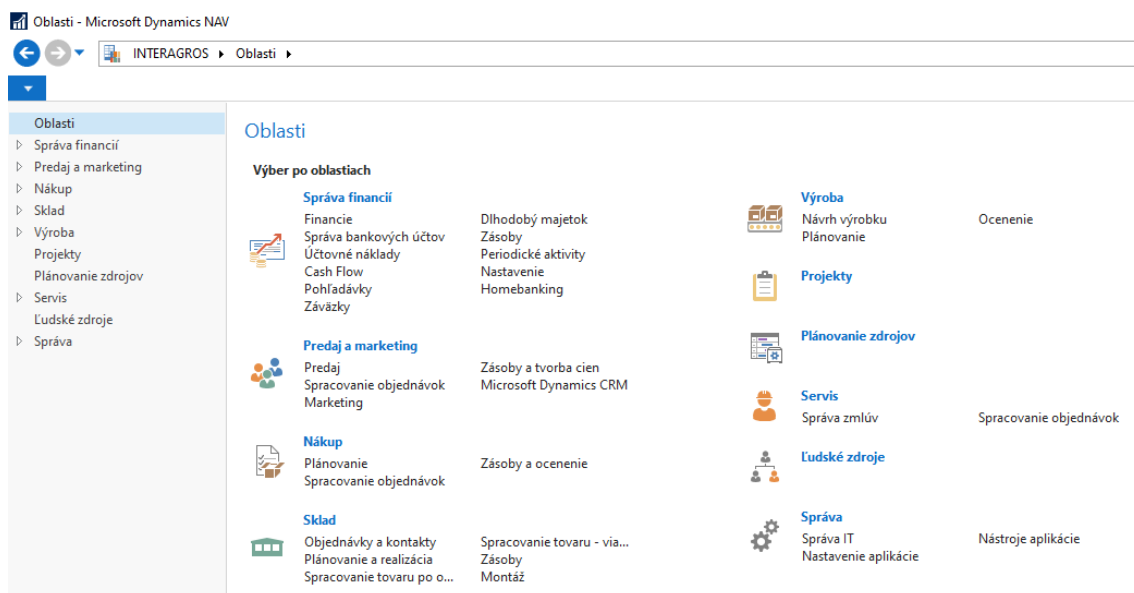 Oblasti - Microsoft Dynamics NAV
INTERAGROS Oblasti
Oblasti
Správa financií
Predaj a marketing
Nákup
Sklad
Výroba
Projekty
Plánovanie zdrojov
Servis
Ľudské zdroje
Správa
Oblasti
Výber po oblastiach
Správa financií
Financie
Správa bankových účtov
Účtovné náklady
Cash Flow
Pohľadávky
Záväzky
Dlhodobý majetok
Zásoby
Periodické aktivity
Nastavenie
Homebanking
Predaj a marketing
Predaj
Spracovanie objednávok
Marketing
Zásoby a tvorba cien
Microsoft Dynamics CRM
Nákup
Plánovanie
Spracovanie objednávok
Zásoby a ocenenie
Sklad
Objednávky a kontakty
Plánovanie a realizácia
Spracovanie tovaru po o...
Spracovanie tovaru - via...
Zásoby
Montáž
Výroba
Návrh výrobku
Plánovanie
Ocenenie
Projekty
Plánovanie zdrojov
Servis
Správa zmlúv
Spracovanie objednávok
Ľudské zdroje
Správa
Správa IT
Nastavenie aplikácie
Nástroje aplikácie